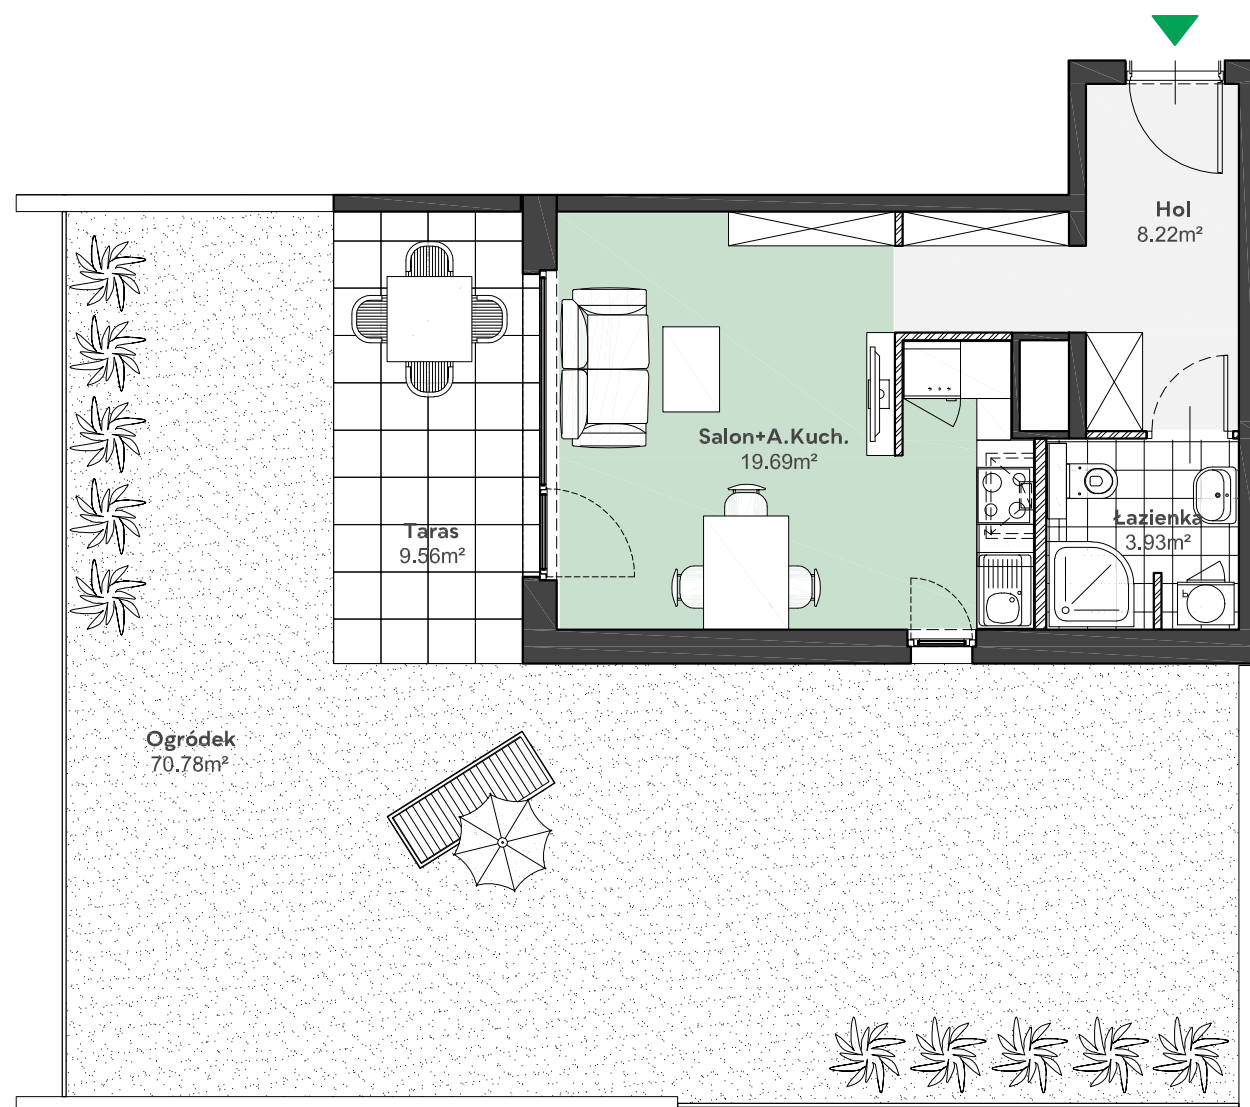 Hol
8.22m²
Salon+A.Kuch.
19.69m²
Taras
9.56m²
Łazienka
3.93m²
Ogródek
70.78m²